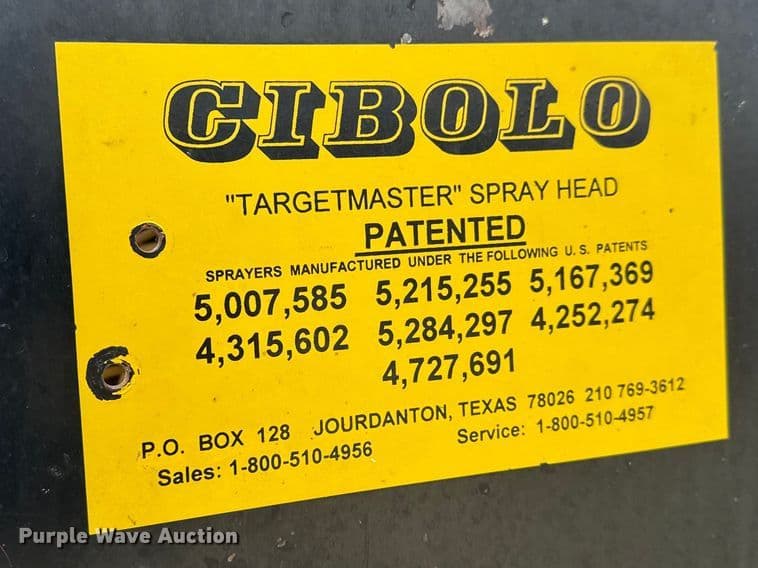 CIBOLO
"TARGETMASTER" SPRAY HEAD
PATENTED
SPRAYERS MANUFACTURED UNDER THE FOLLOWING U.S. PATENTS
5,007,585 5,215,255 5,167,369
4,315,602 5,284,297 4,252,274
4,727,691
P.O. BOX 128 JOURDANTON, TEXAS 78026 210 769-3612
Sales: 1-800-510-4956 Service: 1-800-510-4957
Purple Wave Auction